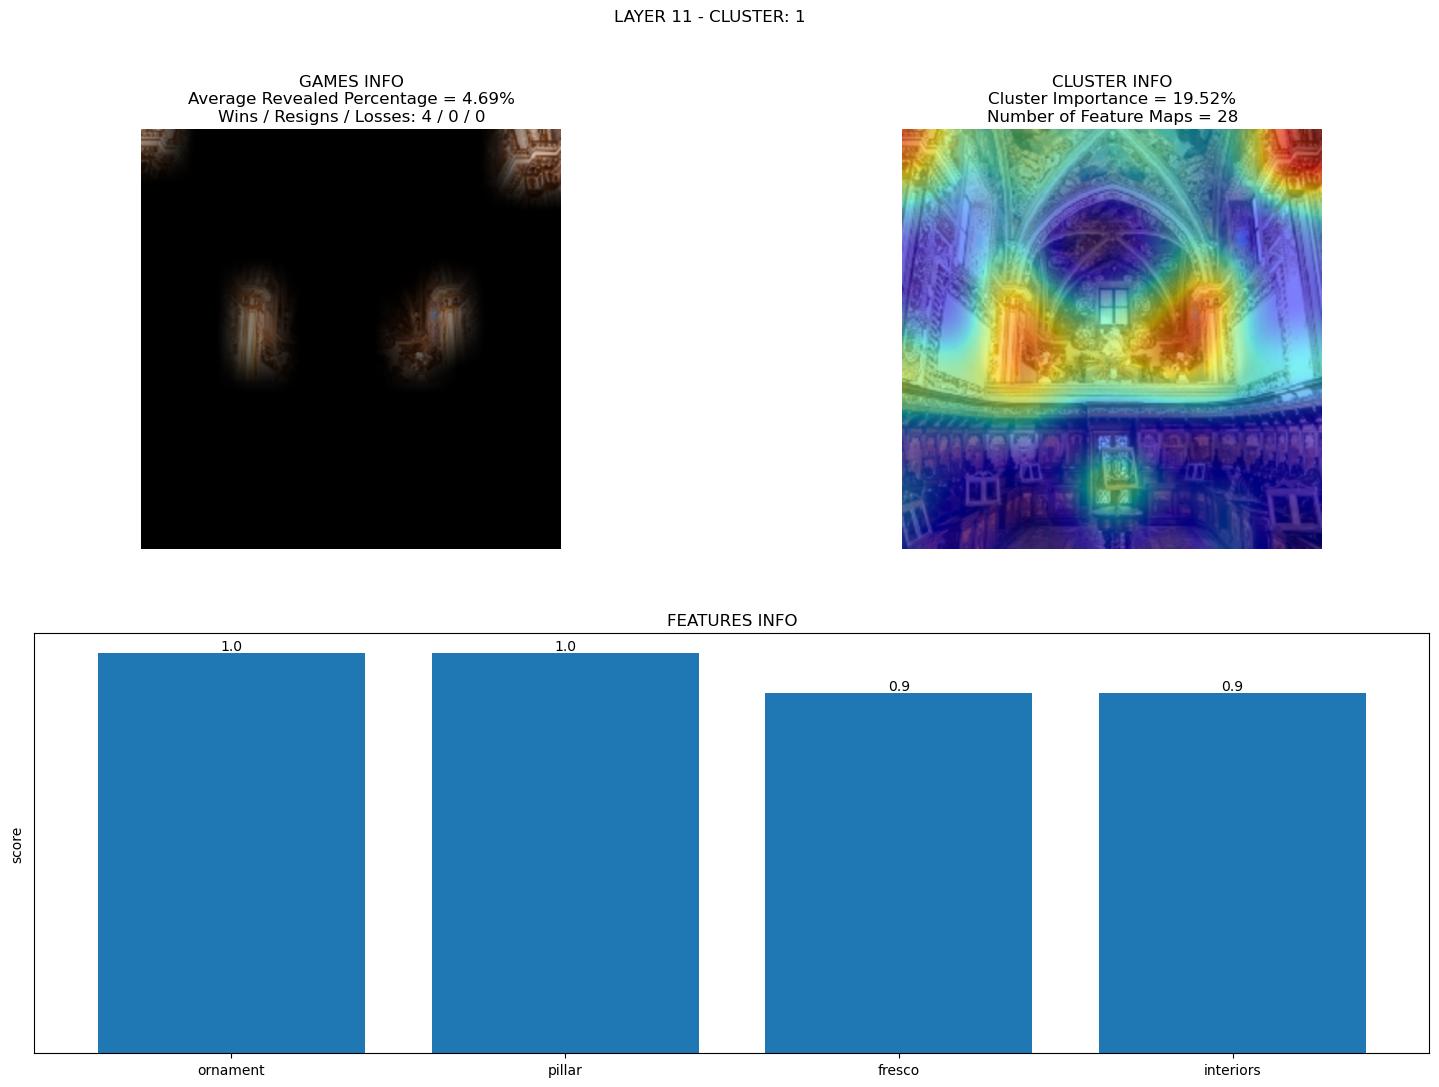 LAYER 11 - CLUSTER: 1
GAMES INFO
Average Revealed Percentage = 4.69%
Wins / Resigns / Losses: 4 / 0 / 0
CLUSTER INFO
Cluster Importance = 19.52%
Number of Feature Maps = 28
FEATURES INFO
score
1.0
1.0
0.9
0.9
ornament
pillar
fresco
interiors